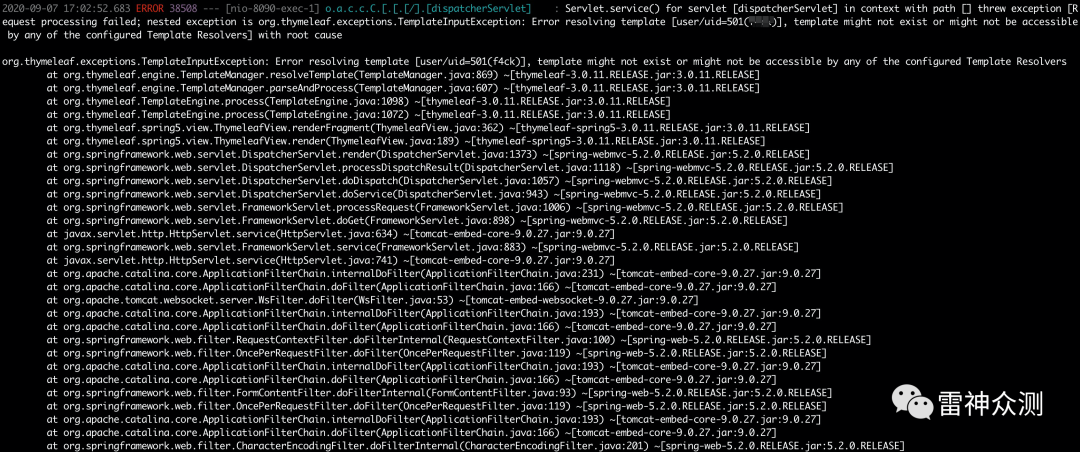 2020-09-07 17:02:52.683 ERROR 38508 --- [nio-8090-exec-1] o.a.c.c.C.[.[.[/].[dispatcherServlet]    : Servlet.service() for servlet [dispatcherServlet] in context with path [] threw exception [R
equest processing failed; nested exception is org.thymeleaf.exceptions.TemplateInputException: Error resolving template [user/uid=501( )], template might not exist or might not be accessible
by any of the configured Template Resolvers] with root cause
org.thymeleaf.exceptions.TemplateInputException: Error resolving template [user/uid=501(f4ck)], template might not exist or might not be accessible by any of the configured Template Resolvers
at org.thymeleaf.engine.TemplateManager.resolveTemplate(TemplateManager.java:869) ~[thymeleaf-3.0.11.RELEASE.jar:3.0.11.RELEASE]
at org.thymeleaf.engine.TemplateManager.parseAndProcess(TemplateManager.java:607) ~[thymeleaf-3.0.11.RELEASE.jar:3.0.11.RELEASE]
at org.thymeleaf.TemplateEngine.process(TemplateEngine.java:1098) ~[thymeleaf-3.0.11.RELEASE.jar:3.0.11.RELEASE]
at org.thymeleaf.TemplateEngine.process(TemplateEngine.java:1072) ~[thymeleaf-3.0.11.RELEASE.jar:3.0.11.RELEASE]
at org.thymeleaf.spring5.view.ThymeleafView.renderFragment(ThymeleafView.java:362) ~[thymeleaf-spring5-3.0.11.RELEASE.jar:3.0.11.RELEASE]
at org.thymeleaf.spring5.view.ThymeleafView.render(ThymeleafView.java:189) ~[thymeleaf-spring5-3.0.11.RELEASE.jar:3.0.11.RELEASE]
at org.springframework.web.servlet.DispatcherServlet.render(DispatcherServlet.java:1373) ~[spring-webmvc-5.2.0.RELEASE.jar:5.2.0.RELEASE]
at org.springframework.web.servlet.DispatcherServlet.processDispatchResult(DispatcherServlet.java:1118) ~[spring-webmvc-5.2.0.RELEASE.jar:5.2.0.RELEASE]
at org.springframework.web.servlet.DispatcherServlet.doDispatch(DispatcherServlet.java:1057) ~[spring-webmvc-5.2.0.RELEASE.jar:5.2.0.RELEASE]
at org.springframework.web.servlet.DispatcherServlet.doService(DispatcherServlet.java:943) ~[spring-webmvc-5.2.0.RELEASE.jar:5.2.0.RELEASE]
at org.springframework.web.servlet.FrameworkServlet.processRequest(FrameworkServlet.java:1006) ~[spring-webmvc-5.2.0.RELEASE.jar:5.2.0.RELEASE]
at org.springframework.web.servlet.FrameworkServlet.doGet(FrameworkServlet.java:898) ~[spring-webmvc-5.2.0.RELEASE.jar:5.2.0.RELEASE]
at javax.servlet.http.HttpServlet.service(HttpServlet.java:634) ~[tomcat-embed-core-9.0.27.jar:9.0.27]
at org.springframework.web.servlet.FrameworkServlet.service(FrameworkServlet.java:883) ~[spring-webmvc-5.2.0.RELEASE.jar:5.2.0.RELEASE]
at javax.servlet.http.HttpServlet.service(HttpServlet.java:741) ~[tomcat-embed-core-9.0.27.jar:9.0.27]
at org.apache.catalina.core.ApplicationFilterChain.internalDoFilter(ApplicationFilterChain.java:231) ~[tomcat-embed-core-9.0.27.jar:9.0.27]
at org.apache.catalina.core.ApplicationFilterChain.doFilter(ApplicationFilterChain.java:166) ~[tomcat-embed-core-9.0.27.jar:9.0.27]
at org.apache.tomcat.websocket.server.WsFilter.doFilter(WsFilter.java:53) ~[tomcat-embed-websocket-9.0.27.jar:9.0.27]
at org.apache.catalina.core.ApplicationFilterChain.internalDoFilter(ApplicationFilterChain.java:193) ~[tomcat-embed-core-9.0.27.jar:9.0.27]
at org.apache.catalina.core.ApplicationFilterChain.doFilter(ApplicationFilterChain.java:166) ~[tomcat-embed-core-9.0.27.jar:9.0.27]
at org.springframework.web.filter.RequestContextFilter.doFilterInternal(RequestContextFilter.java:100) ~[spring-web-5.2.0.RELEASE.jar:5.2.0.RELEASE]
at org.springframework.web.filter.OncePerRequestFilter.doFilter(OncePerRequestFilter.java:119) ~[spring-web-5.2.0.RELEASE.jar:5.2.0.RELEASE]
at org.apache.catalina.core.ApplicationFilterChain.internalDoFilter(ApplicationFilterChain.java:193) ~[tomcat-embed-core-9.0.27.jar:9.0.27]
at org.apache.catalina.core.ApplicationFilterChain.doFilter(ApplicationFilterChain.java:166) ~[tomcat-embed-core-9.0.27.jar:9.0.27]
at org.springframework.web.filter.FormContentFilter.doFilterInternal(FormContentFilter.java:93) ~[spring-web-5.2.0.RELEASE.jar:5.2.0.RELEASE]
at org.springframework.web.filter.OncePerRequestFilter.doFilter(OncePerRequestFilter.java:119) ~[spring-web-5.2.0.RELEASE.jar:5.2.0.RELEASE]
at org.apache.catalina.core.ApplicationFilterChain.internalDoFilter(ApplicationFilterChain.java:193) ~[tomcat-embed-core-9.0.27.jar:9.0.27]
at org.apache.catalina.core.ApplicationFilterChain.doFilter(ApplicationFilterChain.java:166) ~[tomcat-embed-core-9.0.27.jar:9.0.27]
at org.springframework.web.filter.CharacterEncodingFilter.doFilterInternal(CharacterEncodingFilter.java:201) ~[spring-web-5.2.0.RELEASE.jar:5.2.0.RELEASE]
雷神众测